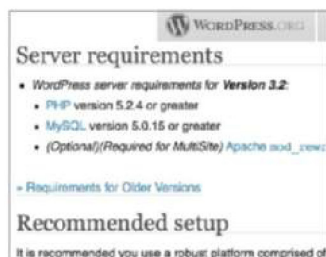 WORDPRESS.ORG
Server requirements
• WordPress server requirements for Version 3.2:
• PHP version 5.2.4 or greater
• MySQL version 5.0.15 or greater
• (Optional)(Required for MultiSite) Apache
» Requirements for Older Versions
Recommended setup
It is recommended you use a robust platform comprised of